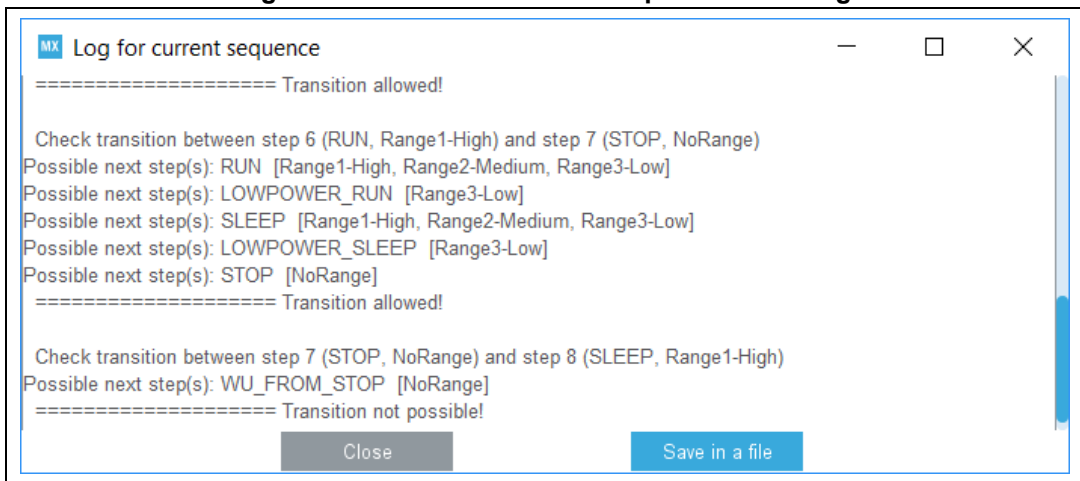 MX Log for current sequence
==================== Transition allowed!
Check transition between step 6 (RUN, Range1-High) and step 7 (STOP, NoRange)
Possible next step(s): RUN [Range1-High, Range2-Medium, Range3-Low]
Possible next step(s): LOWPOWER_RUN [Range3-Low]
Possible next step(s): SLEEP [Range1-High, Range2-Medium, Range3-Low]
Possible next step(s): LOWPOWER_SLEEP [Range3-Low]
Possible next step(s): STOP [NoRange]
==================== Transition allowed!
Check transition between step 7 (STOP, NoRange) and step 8 (SLEEP, Range1-High)
Possible next step(s): WU_FROM_STOP [NoRange]
==================== Transition not possible!
Close Save in a file